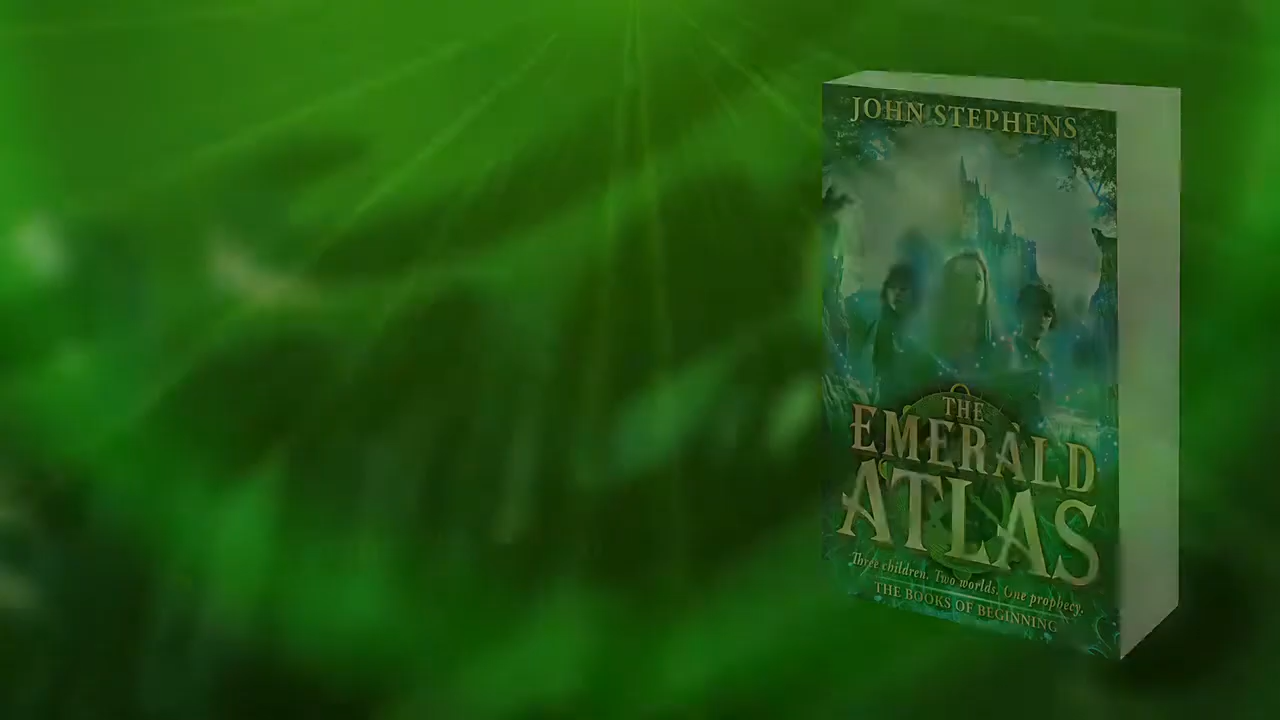 JOHN STEPHENS
THE
EMERALD
ATLAS
Three children. Two worlds. One prophecy.
THE BOOKS OF BEGINNING